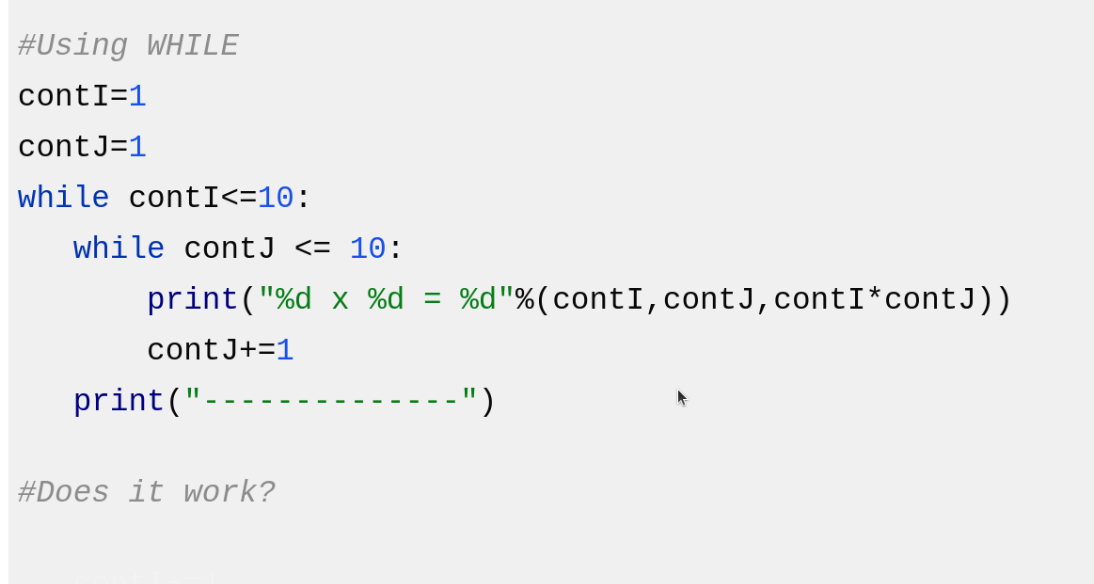 #Using WHILE
contI=1
contJ=1
while contI<=10:
   while contJ <= 10:
       print("%d x %d = %d"%(contI,contJ,contI*contJ))
       contJ+=1
   print("--------------")
#Does it work?